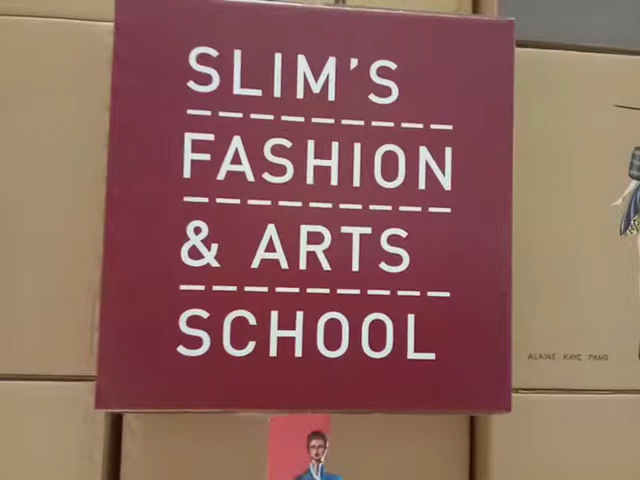 SLIM'S
FASHION
& ARTS
SCHOOL
ALAINE KAYE PANG